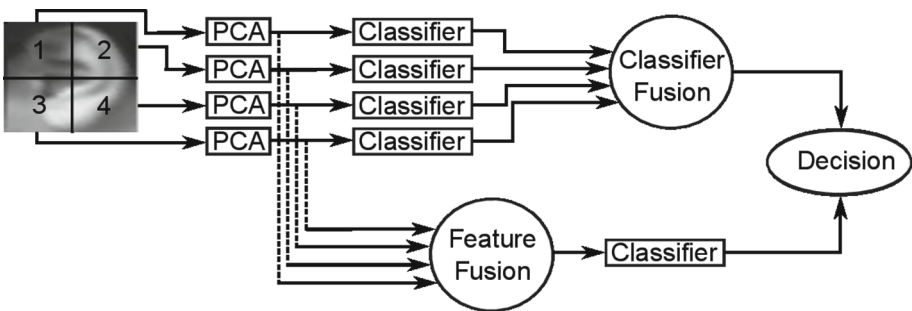 1 2
3 4
PCA
PCA
PCA
PCA
Classifier
Classifier
Classifier
Classifier
Classifier
Fusion
Feature
Fusion
Classifier
Decision